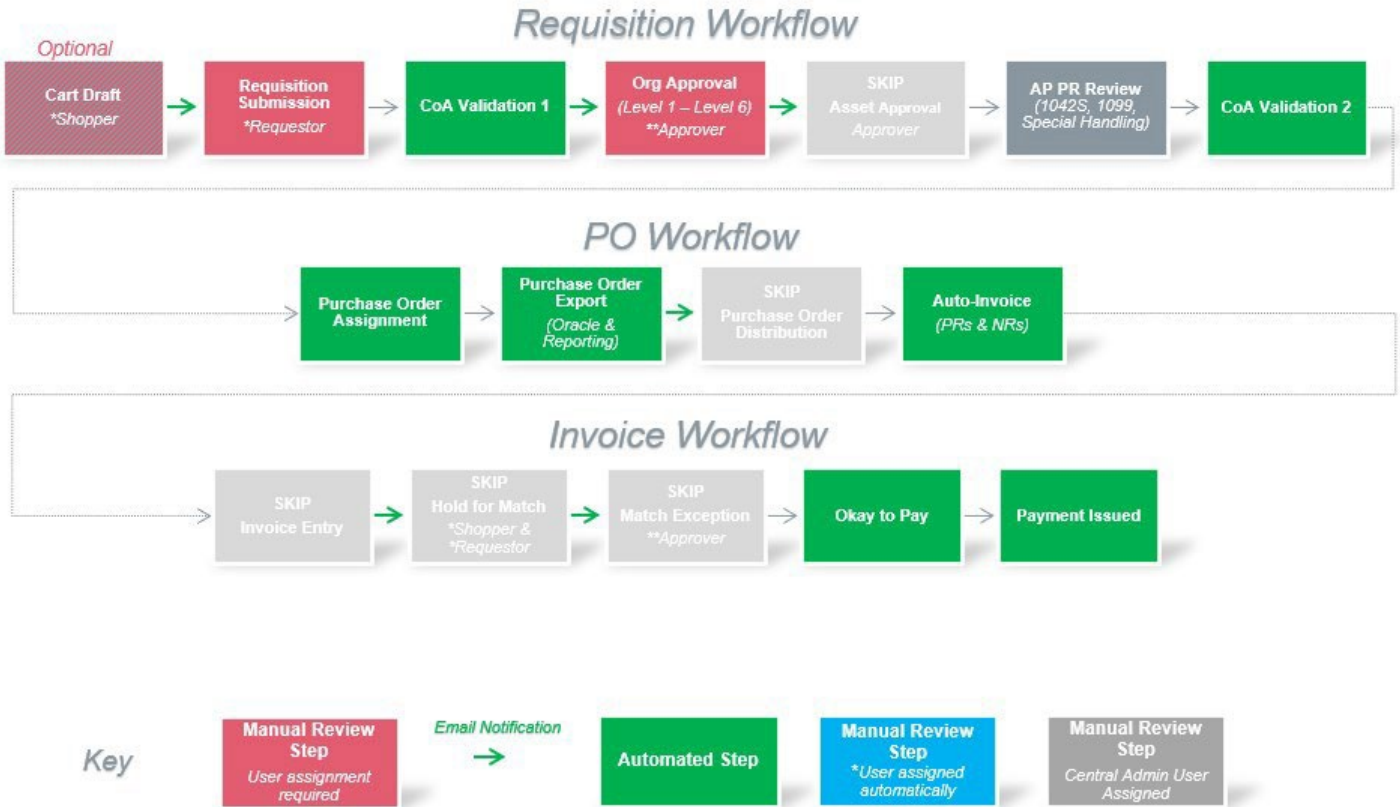 Requisition Workflow
Optional
Cart Draft
*Shopper
Requisition
Submission
*Requestor
CoA Validation 1
Org Approval
(Level 1 – Level 6)
**Approver
SKIP
Asset Approval
Approver
AP PR Review
(1042S, 1099,
Special Handling)
CoA Validation 2
PO Workflow
Purchase Order
Assignment
Purchase Order
Export
(Oracle &
Reporting)
SKIP
Purchase Order
Distribution
Auto-Invoice
(PRs & NRs)
Invoice Workflow
SKIP
Invoice Entry
SKIP
Hold for Match
*Shopper &
*Requestor
SKIP
Match Exception
**Approver
Okay to Pay
Payment Issued
Key
Manual Review
Step
User assignment
required
Email Notification
Automated Step
Manual Review
Step
*User assigned
automatically
Manual Review
Step
Central Admin User
Assigned